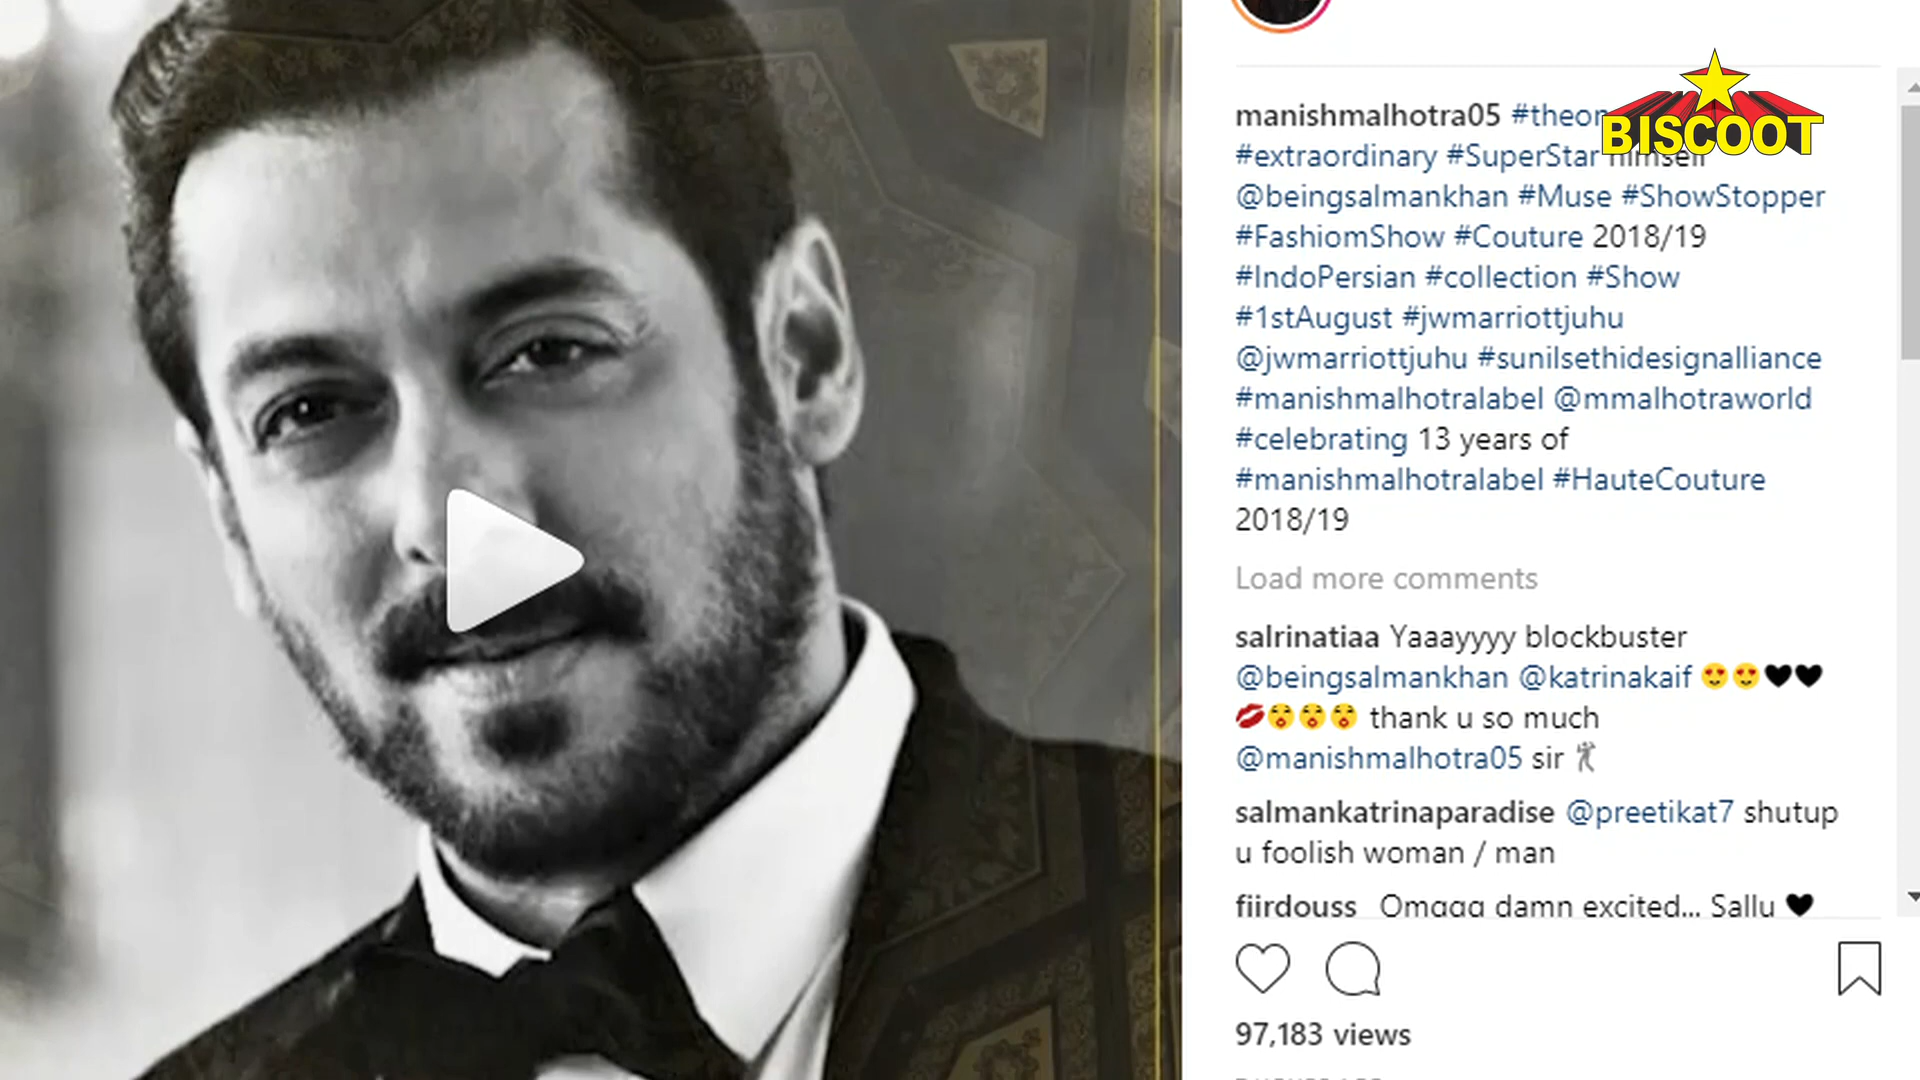 BISCOOT
manishmalhotra05
#extraordinary #SuperStar himself
@beingsalmankhan #Muse #ShowStopper
#FashiomShow #Couture 2018/19
#IndoPersian #collection #Show
#1stAugust #jwmarriottjuhu
@jwmarriottjuhu #sunilsethidesignalliance
#manishmalhotralabel @mmalhotraworld
#celebrating 13 years of
#manishmalhotralabel #HauteCouture
2018/19
Load more comments
salrinatiaa Yaaayyyy blockbuster
@beingsalmankhan @katrinakaif 😍😍🖤🖤
💋😲😲😲 thank u so much
@manishmalhotra05 sir
salmankatrinaparadise @preetikat7 shutup
u foolish woman / man
fiirdouss Omggg damn excited... Sallu 🖤
97,183 views